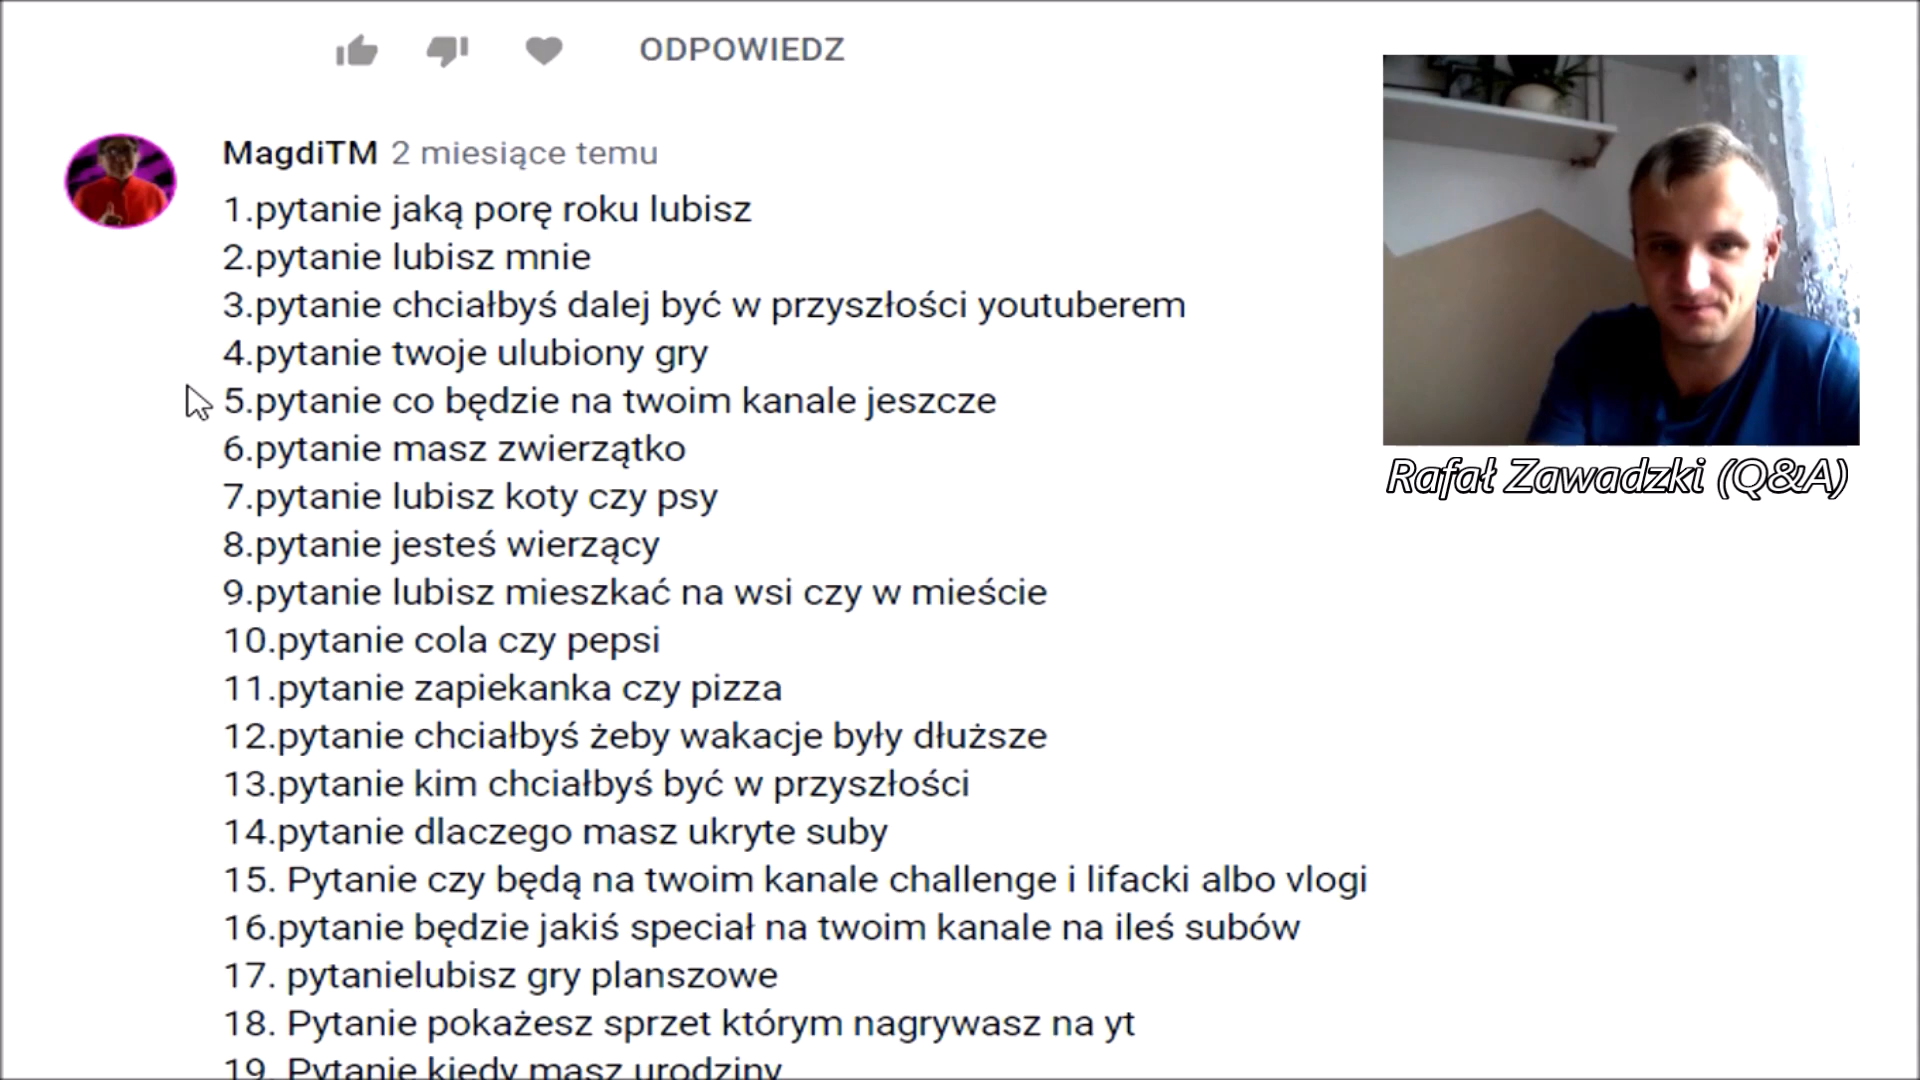 ODPOWIEDZ
MagdiTM 2 miesiące temu
1.pytanie jaką porę roku lubisz
2.pytanie lubisz mnie
3.pytanie chciałbyś dalej być w przyszłości youtuberem
4.pytanie twoje ulubiony gry
5.pytanie co będzie na twoim kanale jeszcze
6.pytanie masz zwierzątko
7.pytanie lubisz koty czy psy
8.pytanie jesteś wierzący
9.pytanie lubisz mieszkać na wsi czy w mieście
10.pytanie cola czy pepsi
11.pytanie zapiekanka czy pizza
12.pytanie chciałbyś żeby wakacje były dłuższe
13.pytanie kim chciałbyś być w przyszłości
14.pytanie dlaczego masz ukryte suby
15. Pytanie czy będą na twoim kanale challenge i lifacki albo vlogi
16.pytanie będzie jakiś speciał na twoim kanale na ileś subów
17. pytanielubisz gry planszowe
18. Pytanie pokażesz sprzet którym nagrywasz na yt
19. Pytanie kiedy masz urodziny
Rafał Zawadzki (Q&A)